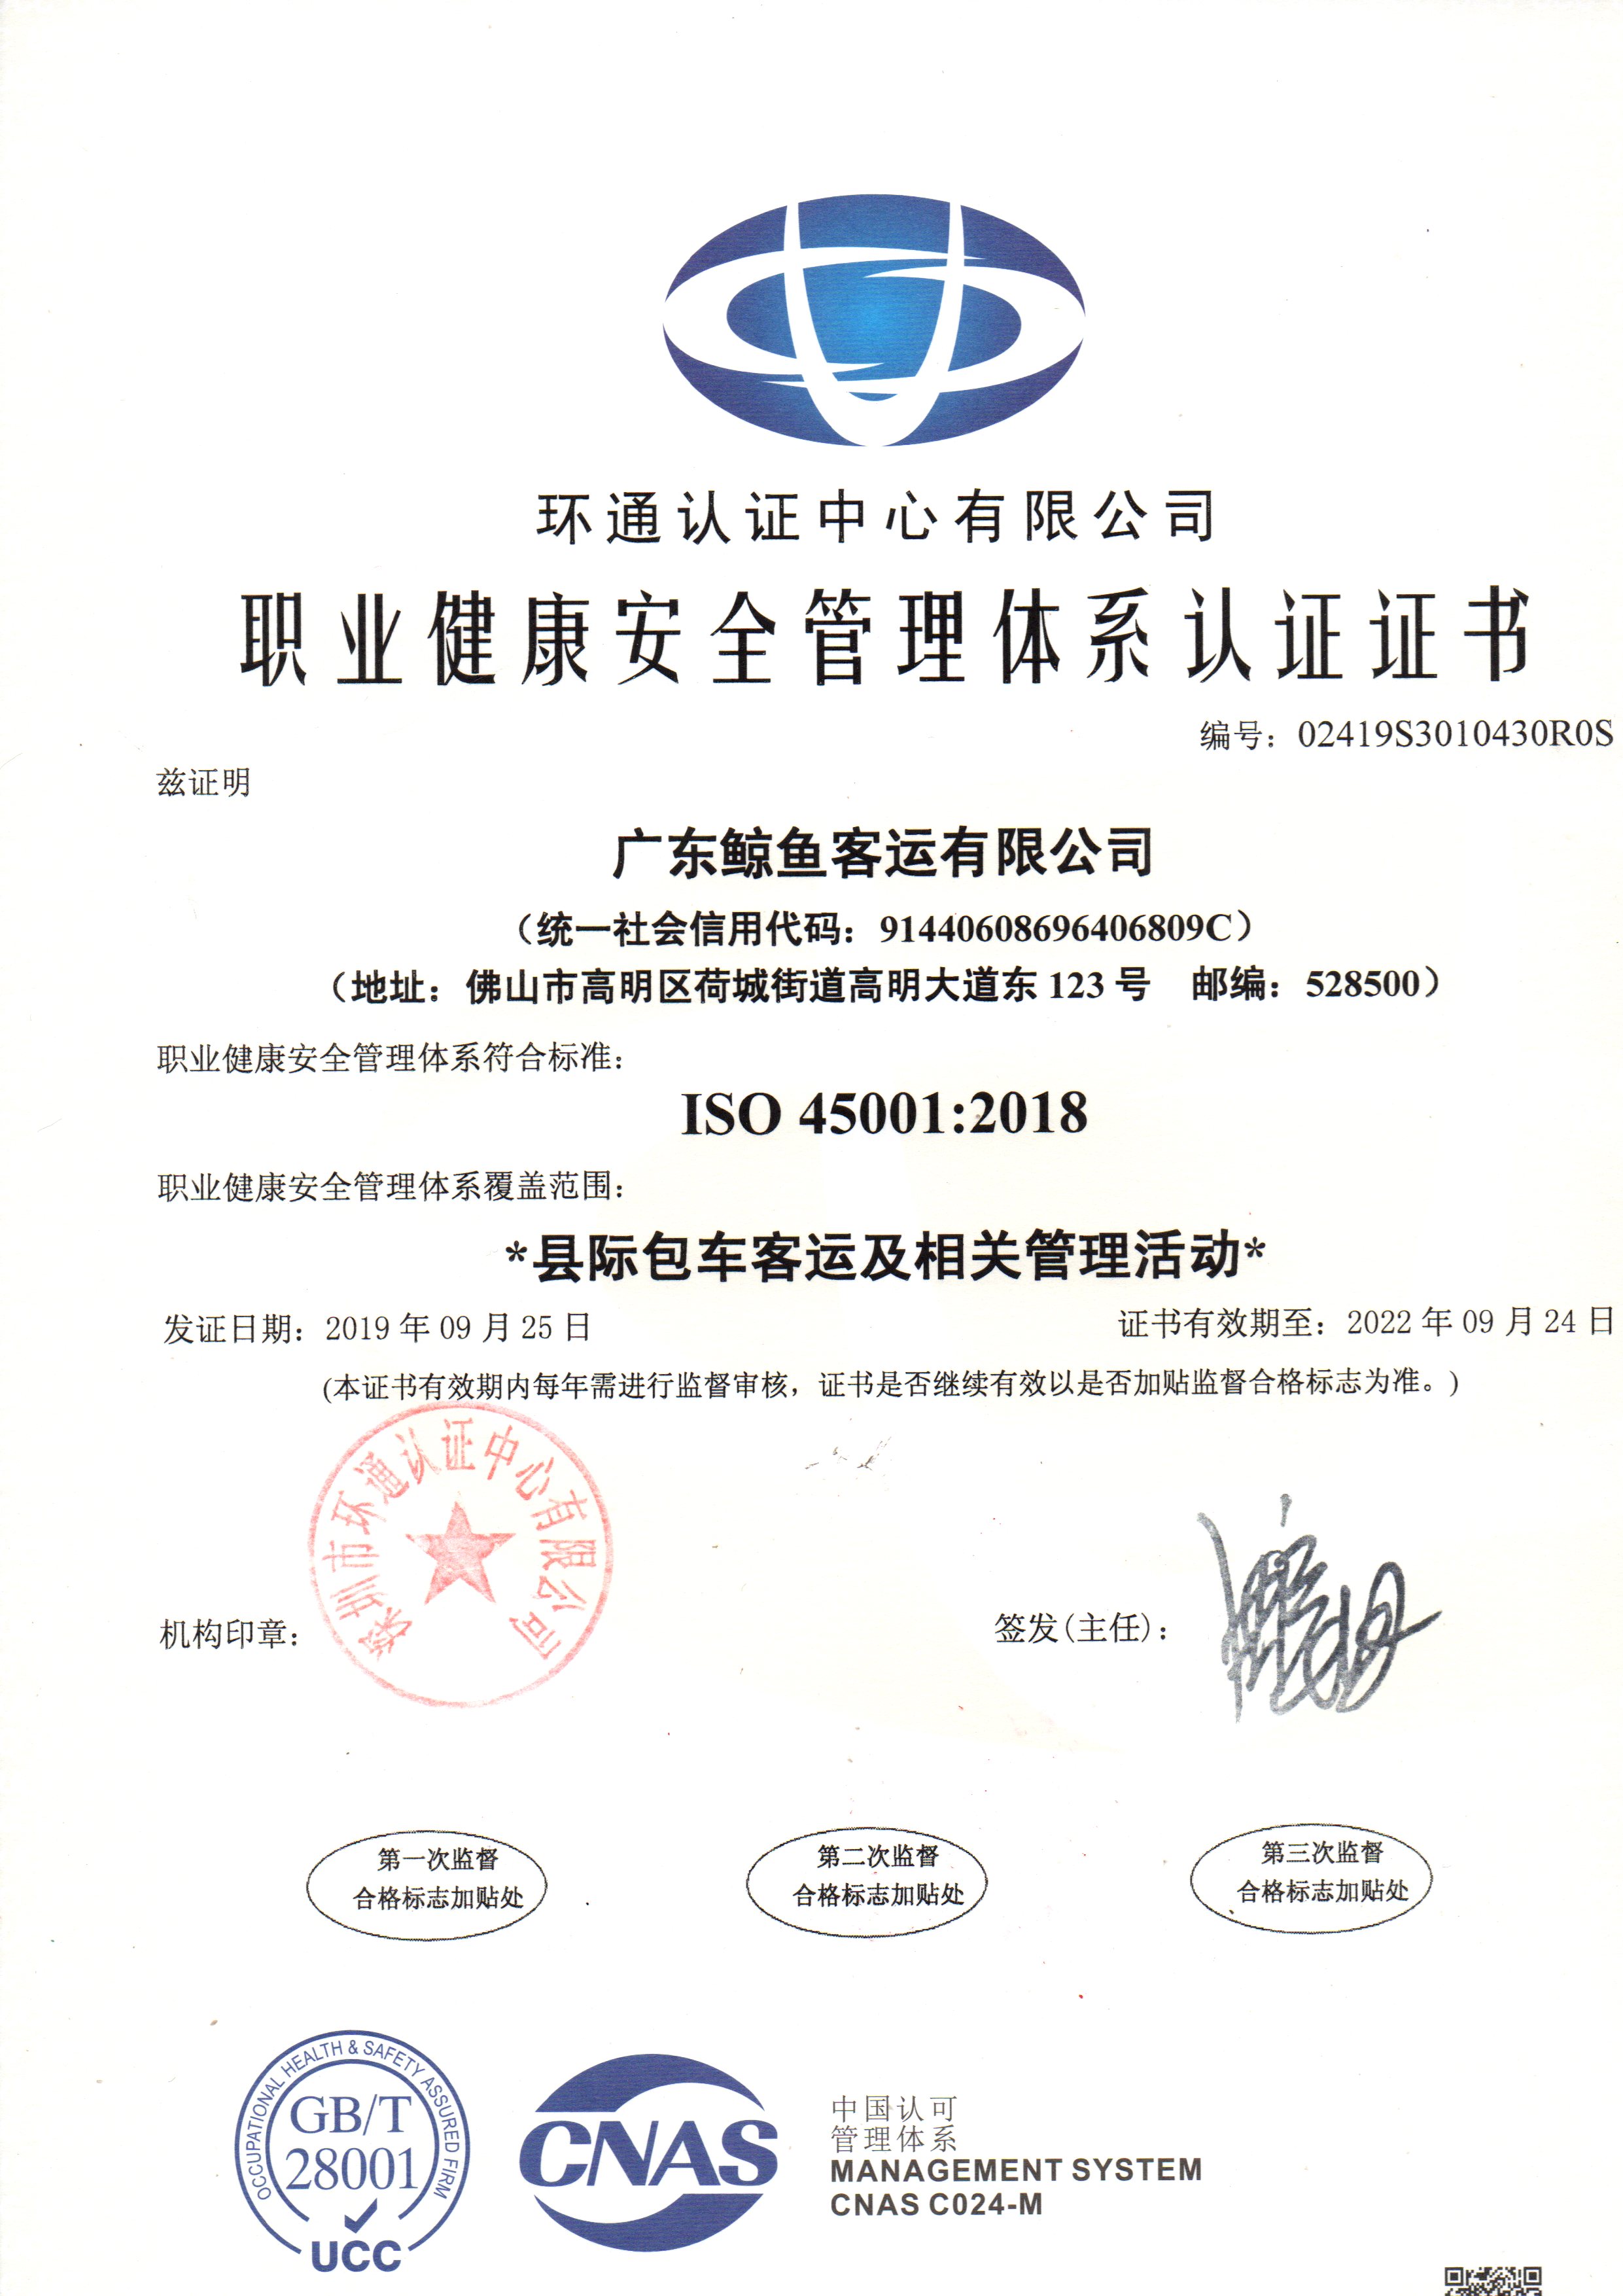 环通认证中心有限公司
职业健康安全管理体系认证证书
编号：02419S3010430R0S
兹证明
广东鲸鱼客运有限公司
（统一社会信用代码：91440608696406809C）
（地址：佛山市高明区荷城街道高明大道东 123 号　邮编：528500）
职业健康安全管理体系符合标准：
ISO 45001:2018
职业健康安全管理体系覆盖范围：
*县际包车客运及相关管理活动*
发证日期：2019 年 09 月 25 日
证书有效期至：2022 年 09 月 24 日
(本证书有效期内每年需进行监督审核，证书是否继续有效以是否加贴监督合格标志为准。)
深圳市环通认证中心有限公司
机构印章：
签发(主任)：
第一次监督
合格标志加贴处
第二次监督
合格标志加贴处
第三次监督
合格标志加贴处
OCCUPATIONAL HEALTH & SAFETY ASSURED FIRM
GB/T
28001
UCC
CNAS
中国认可
管理体系
MANAGEMENT SYSTEM
CNAS C024-M